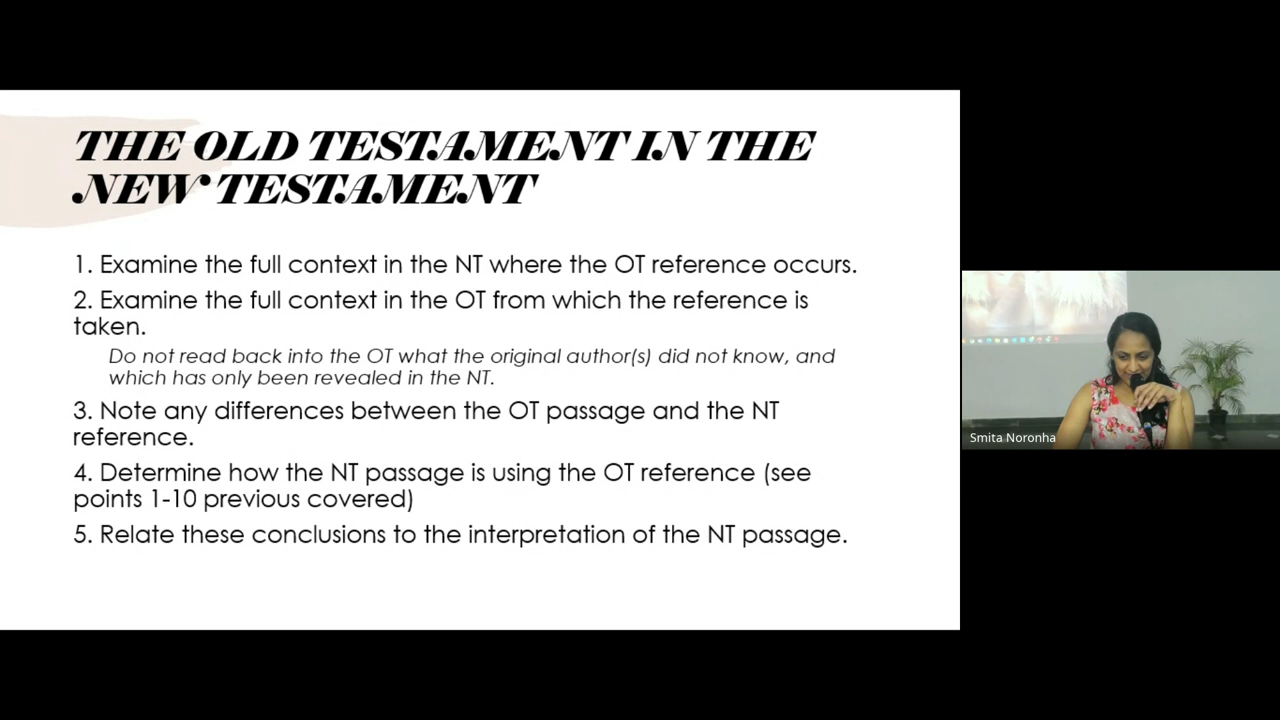 THE OLD TESTAMENT IN THE
NEW TESTAMENT
1. Examine the full context in the NT where the OT reference occurs.
2. Examine the full context in the OT from which the reference is
taken.
Do not read back into the OT what the original author(s) did not know, and
which has only been revealed in the NT.
3. Note any differences between the OT passage and the NT
reference.
4. Determine how the NT passage is using the OT reference (see
points 1-10 previous covered)
5. Relate these conclusions to the interpretation of the NT passage.
Smita Noronha